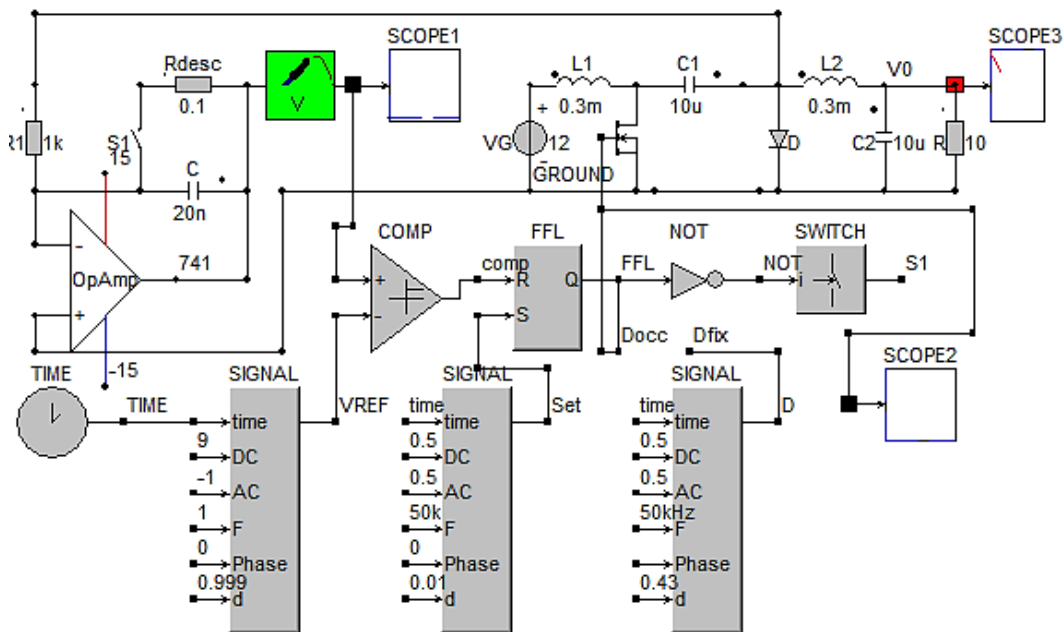 SCOPE1
SCOPE3
Rdesc
0.1
V
L1
0.3m
C1
10u
L2
0.3m
V0
R1
1k
S1
15
C
20n
+
VG
12
-
GROUND
D
C2
10u
R
10
-
OpAmp
+
741
-15
COMP
+
-
comp
FFL
R
Q
S
FFL
NOT
NOT
SWITCH
i
S1
Docc
Dfix
SCOPE2
TIME
TIME
SIGNAL
time
9
DC
-1
AC
1
F
0
Phase
0.999
d
VREF
SIGNAL
time
time
0.5
DC
0.5
AC
50k
F
0
Phase
0.01
d
Set
SIGNAL
time
time
0.5
DC
0.5
AC
50kHz
F
Phase
0.43
d
D